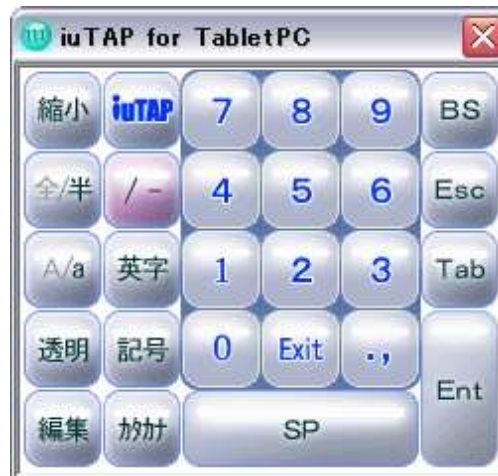 iuTAP for TabletPC
縮小 iuTAP 7 8 9 BS
全/半 / - 4 5 6 Esc
A/a 英字 1 2 3 Tab
透明 記号 0 Exit .,
Ent
編集 ｶﾀｶﾅ SP